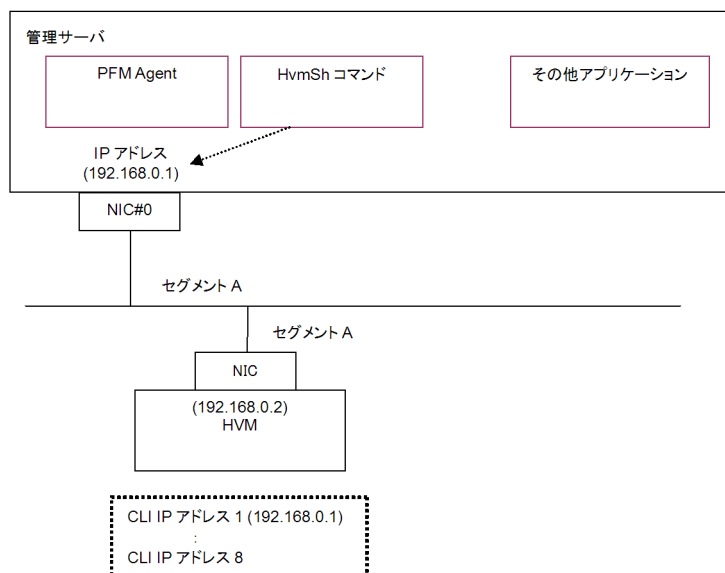 管理サーバ
PFM Agent
HvmSh コマンド
その他アプリケーション
IP アドレス
(192.168.0.1)
NIC#0
セグメント A
セグメント A
NIC
(192.168.0.2)
HVM
CLI IP アドレス 1 (192.168.0.1)
:
CLI IP アドレス 8